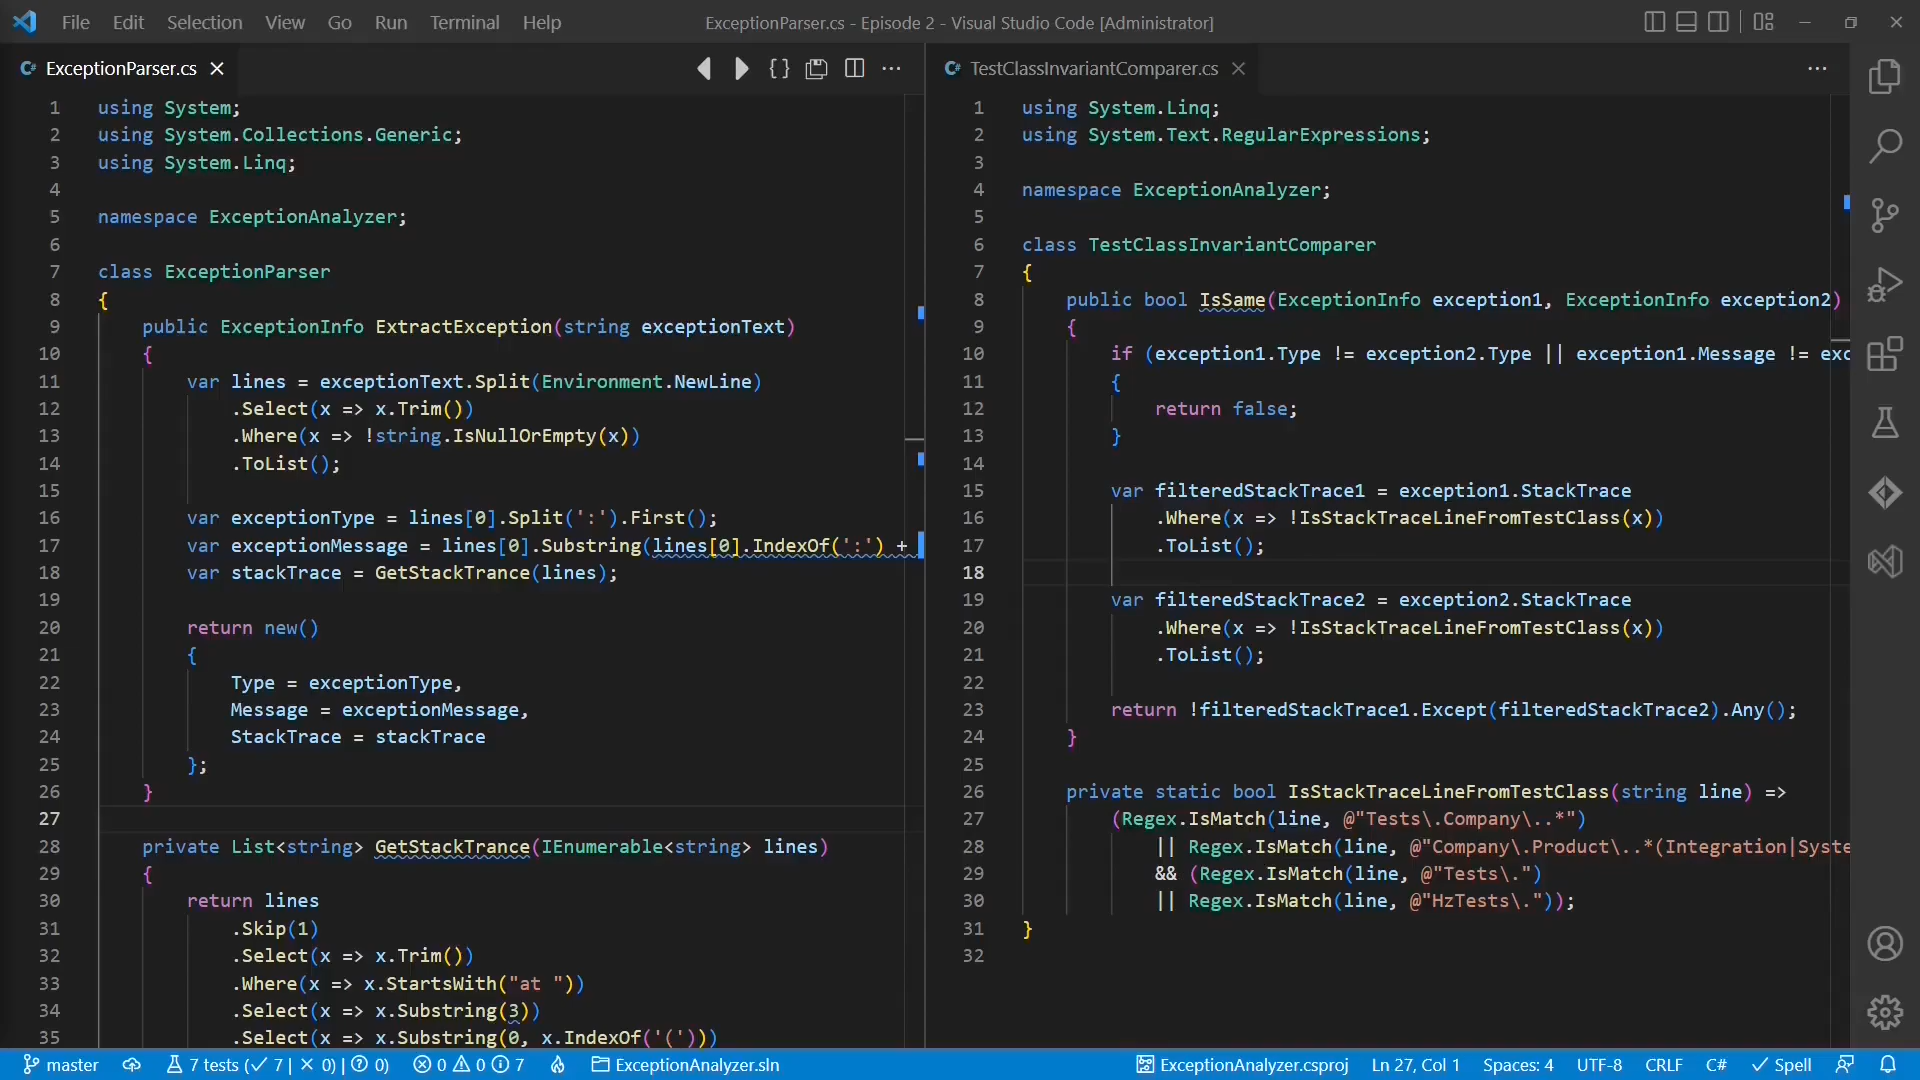 File Edit Selection View Go Run Terminal Help
ExceptionParser.cs - Episode 2 - Visual Studio Code [Administrator]
ExceptionParser.cs
1 using System;
2 using System.Collections.Generic;
3 using System.Linq;
4
5 namespace ExceptionAnalyzer;
6
7 class ExceptionParser
8 {
9 public ExceptionInfo ExtractException(string exceptionText)
10 {
11 var lines = exceptionText.Split(Environment.NewLine)
12 .Select(x => x.Trim())
13 .Where(x => !string.IsNullOrEmpty(x))
14 .ToList();
15
16 var exceptionType = lines[0].Split(':').First();
17 var exceptionMessage = lines[0].Substring(lines[0].IndexOf(':') +
18 var stackTrace = GetStackTrance(lines);
19
20 return new()
21 {
22 Type = exceptionType,
23 Message = exceptionMessage,
24 StackTrace = stackTrace
25 };
26 }
27
28 private List<string> GetStackTrance(IEnumerable<string> lines)
29 {
30 return lines
31 .Skip(1)
32 .Select(x => x.Trim())
33 .Where(x => x.StartsWith("at "))
34 .Select(x => x.Substring(3))
35 .Select(x => x.Substring(0, x.IndexOf('(')))
TestClassInvariantComparer.cs
1 using System.Linq;
2 using System.Text.RegularExpressions;
3
4 namespace ExceptionAnalyzer;
5
6 class TestClassInvariantComparer
7 {
8 public bool IsSame(ExceptionInfo exception1, ExceptionInfo exception2)
9 {
10 if (exception1.Type != exception2.Type || exception1.Message != exc
11 {
12 return false;
13 }
14
15 var filteredStackTrace1 = exception1.StackTrace
16 .Where(x => !IsStackTraceLineFromTestClass(x))
17 .ToList();
18
19 var filteredStackTrace2 = exception2.StackTrace
20 .Where(x => !IsStackTraceLineFromTestClass(x))
21 .ToList();
22
23 return !filteredStackTrace1.Except(filteredStackTrace2).Any();
24 }
25
26 private static bool IsStackTraceLineFromTestClass(string line) =>
27 (Regex.IsMatch(line, @"Tests\.Company\..*")
28 || Regex.IsMatch(line, @"Company\.Product\..*(Integration|Syste
29 && (Regex.IsMatch(line, @"Tests\.")
30 || Regex.IsMatch(line, @"HzTests\."));
31 }
32
master 7 tests (✓ 7 | × 0) | 0) 0 0 7 ExceptionAnalyzer.sln ExceptionAnalyzer.csproj Ln 27, Col 1 Spaces: 4 UTF-8 CRLF C# Spell